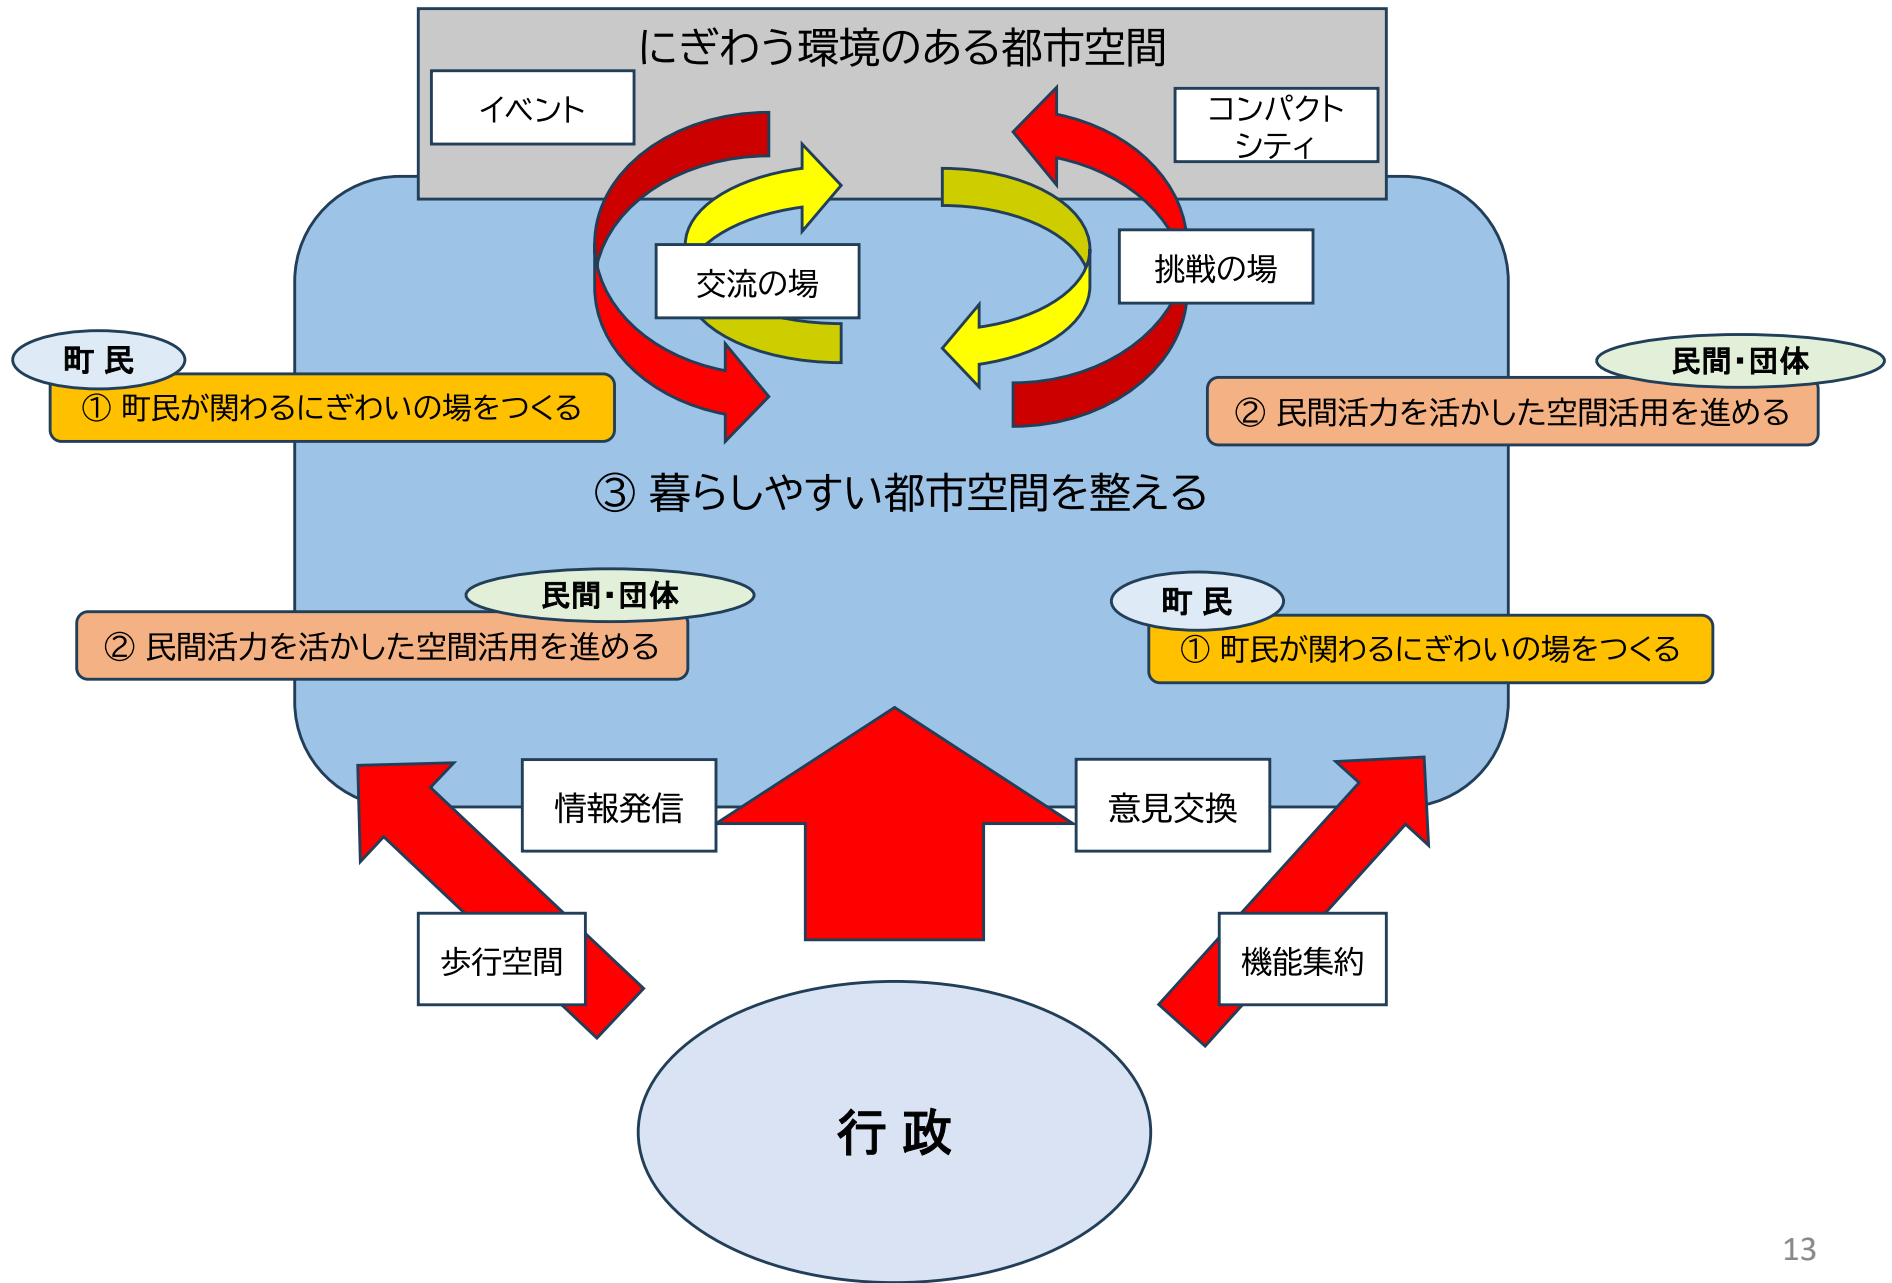 にぎわう環境のある都市空間
イベント
コンパクト
シティ
交流の場
挑戦の場
町 民
① 町民が関わるにぎわいの場をつくる
民間・団体
② 民間活力を活かした空間活用を進める
③ 暮らしやすい都市空間を整える
民間・団体
② 民間活力を活かした空間活用を進める
町 民
① 町民が関わるにぎわいの場をつくる
情報発信
意見交換
歩行空間
機能集約
行 政
13